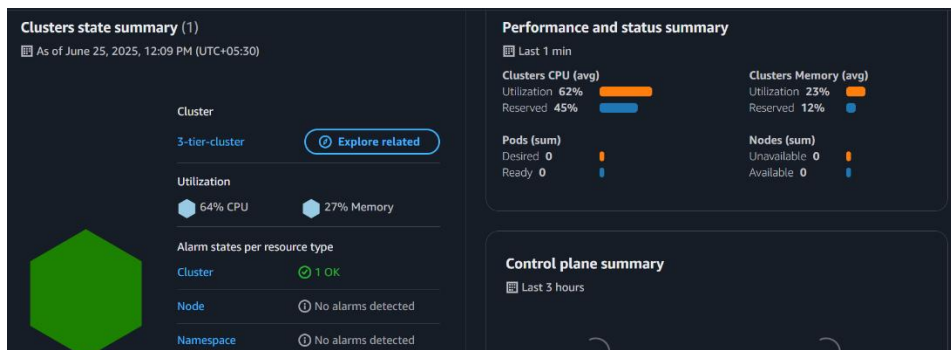 Clusters state summary (1)
As of June 25, 2025, 12:09 PM (UTC+05:30)
Cluster
3-tier-cluster
Explore related
Utilization
64% CPU
27% Memory
Alarm states per resource type
Cluster
1 OK
Node
No alarms detected
Namespace
No alarms detected
Performance and status summary
Last 1 min
Clusters CPU (avg)
Utilization 62%
Reserved 45%
Clusters Memory (avg)
Utilization 23%
Reserved 12%
Pods (sum)
Desired 0
Ready 0
Nodes (sum)
Unavailable 0
Available 0
Control plane summary
Last 3 hours